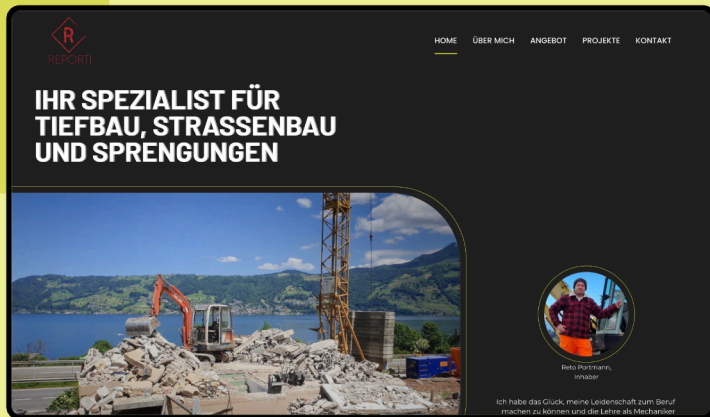 R
REPORTI
HOME ÜBER MICH ANGEBOT PROJEKTE KONTAKT
IHR SPEZIALIST FÜR
TIEFBAU, STRASSENBAU
UND SPRENGUNGEN
Reto Portmann,
Inhaber
Ich habe das Glück, meine Leidenschaft zum Beruf
machen zu können und die Lehre als Mechaniker